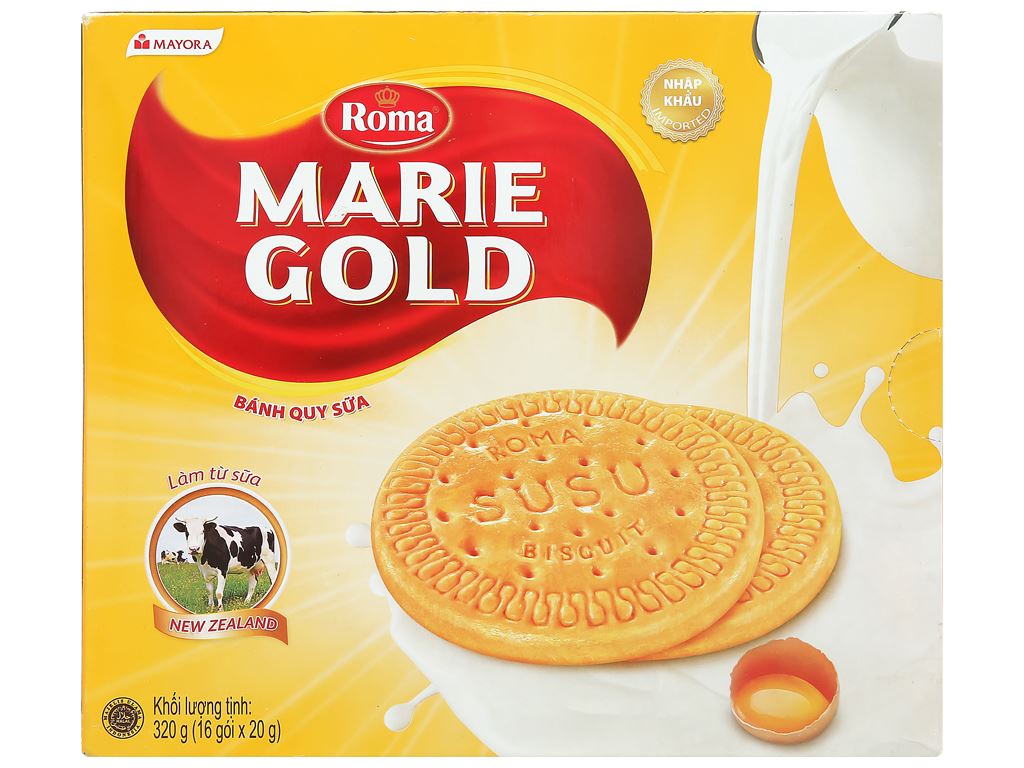 MAYORA
NHẬP
KHẨU
IMPORTED
Roma
MARIE
GOLD
BÁNH QUY SỮA
ROMA
SUSU
BISCUIT
Làm từ sữa
NEW ZEALAND
Khối lượng tịnh:
320 g (16 gói x 20 g)